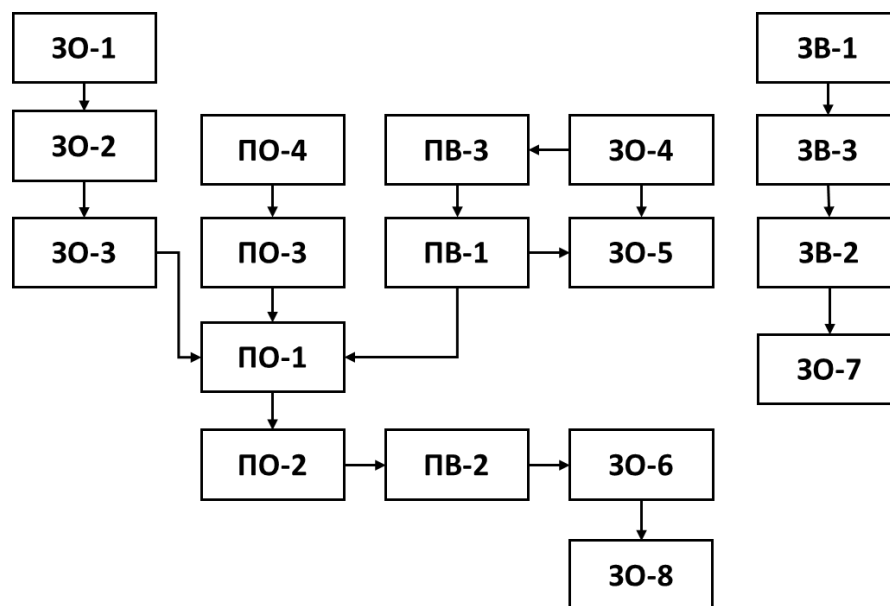 ЗО-1
ЗВ-1
ЗО-2
ПО-4
ПВ-3
ЗО-4
ЗВ-3
ЗО-3
ПО-3
ПВ-1
ЗО-5
ЗВ-2
ПО-1
ЗО-7
ПО-2
ПВ-2
ЗО-6
ЗО-8